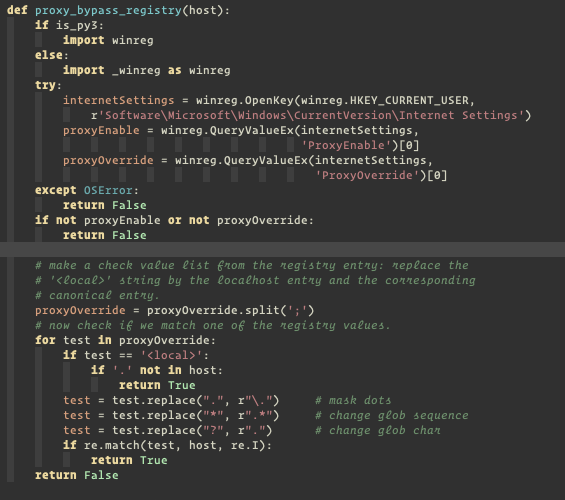 def proxy_bypass_registry(host):
    if is_py3:
        import winreg
    else:
        import _winreg as winreg
    try:
        internetSettings = winreg.OpenKey(winreg.HKEY_CURRENT_USER,
            r'Software\Microsoft\Windows\CurrentVersion\Internet Settings')
        proxyEnable = winreg.QueryValueEx(internetSettings,
                                          'ProxyEnable')[0]
        proxyOverride = winreg.QueryValueEx(internetSettings,
                                            'ProxyOverride')[0]
    except OSError:
        return False
    if not proxyEnable or not proxyOverride:
        return False
    # make a check value list from the registry entry: replace the
    # '<local>' string by the localhost entry and the corresponding
    # canonical entry.
    proxyOverride = proxyOverride.split(';')
    # now check if we match one of the registry values.
    for test in proxyOverride:
        if test == '<local>':
            if '.' not in host:
                return True
        test = test.replace(".", r"\.")     # mask dots
        test = test.replace("*", r".*")     # change glob sequence
        test = test.replace("?", r".")      # change glob char
        if re.match(test, host, re.I):
            return True
    return False